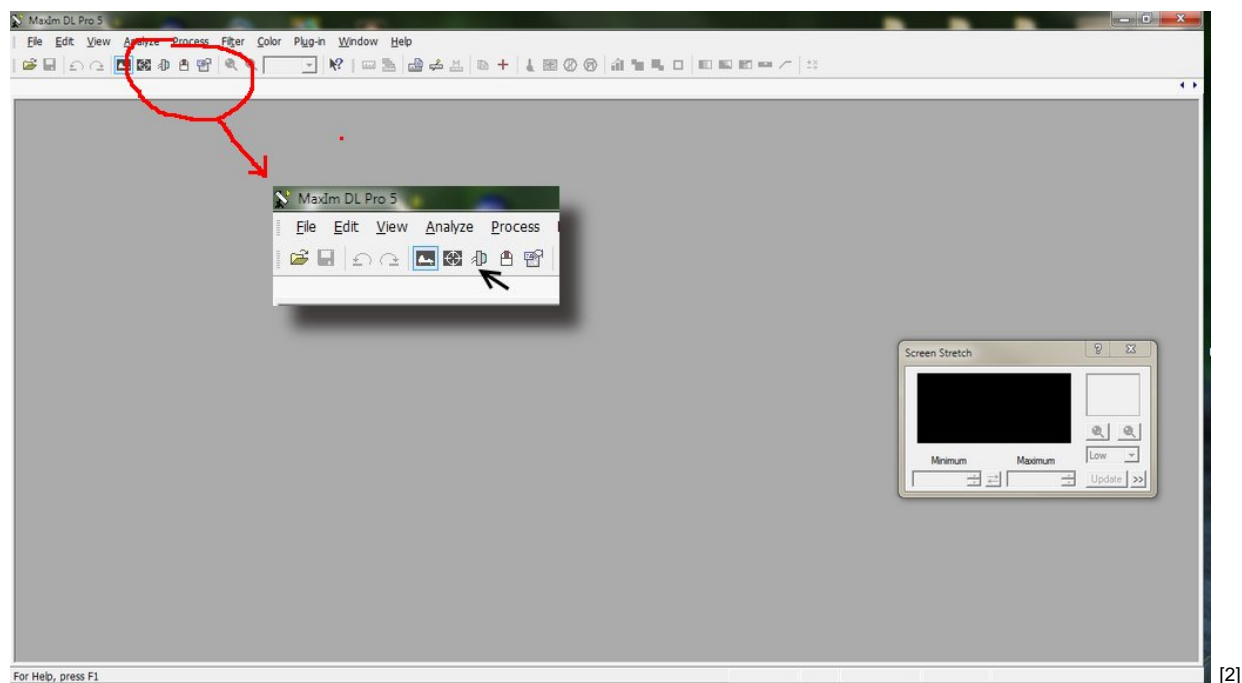 MaxIm DL Pro 5
File Edit View Analyze Process Filter Color Plug-in Window Help
MaxIm DL Pro 5
File Edit View Analyze Process
Screen Stretch
Minimum Maximum Low
Update >>
For Help, press F1
[2]